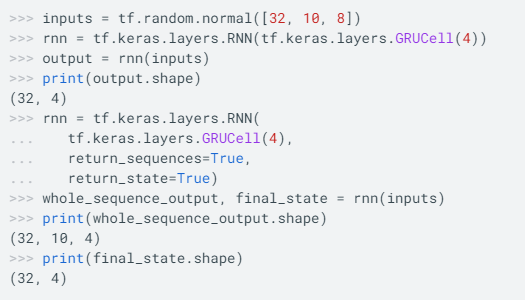 >>> inputs = tf.random.normal([32, 10, 8])
>>> rnn = tf.keras.layers.RNN(tf.keras.layers.GRUCell(4))
>>> output = rnn(inputs)
>>> print(output.shape)
(32, 4)
>>> rnn = tf.keras.layers.RNN(
...    tf.keras.layers.GRUCell(4),
...    return_sequences=True,
...    return_state=True)
>>> whole_sequence_output, final_state = rnn(inputs)
>>> print(whole_sequence_output.shape)
(32, 10, 4)
>>> print(final_state.shape)
(32, 4)